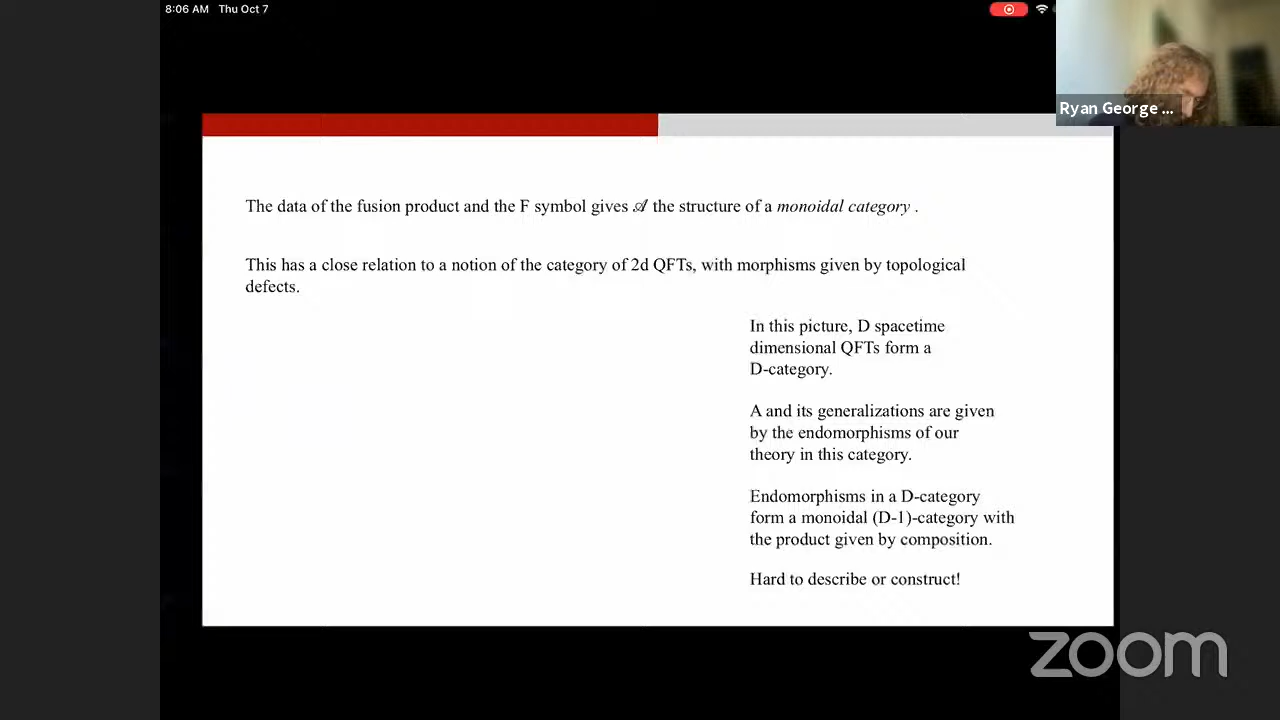 8:06 AM Thu Oct 7
Ryan George ...
The data of the fusion product and the F symbol gives 𝒜 the structure of a monoidal category .
This has a close relation to a notion of the category of 2d QFTs, with morphisms given by topological
defects.
In this picture, D spacetime
dimensional QFTs form a
D-category.
A and its generalizations are given
by the endomorphisms of our
theory in this category.
Endomorphisms in a D-category
form a monoidal (D-1)-category with
the product given by composition.
Hard to describe or construct!
zoom